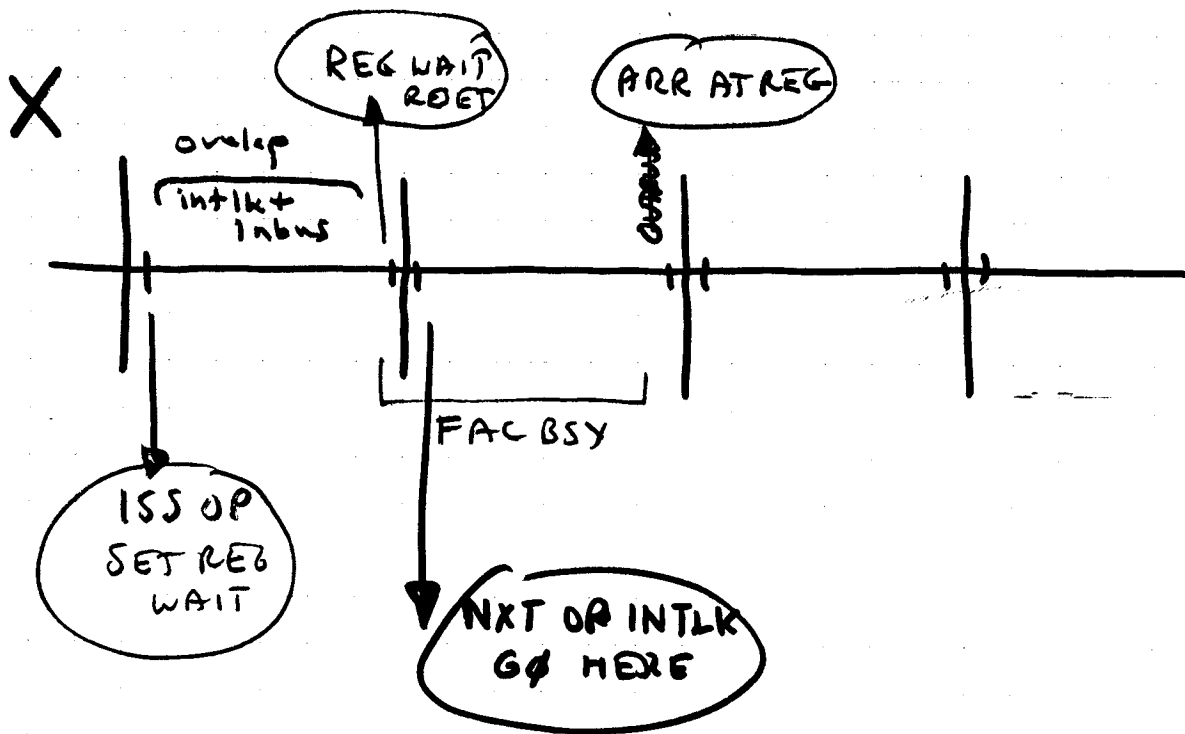 X
REG WAIT
RDET
ARR AT REG
overlap
intlk +
Inbus
FAC BSY
ISS OP
SET REG
WAIT
NXT OP INTLK
GØ HERE